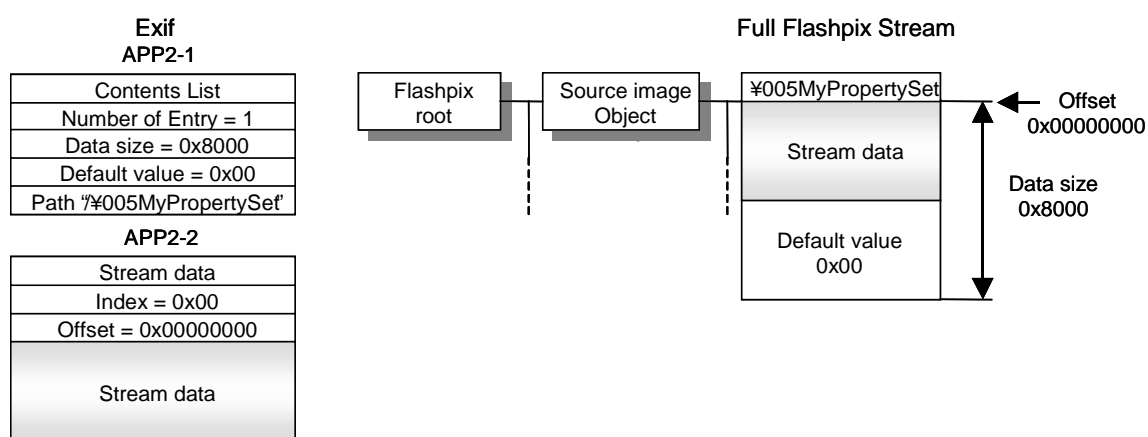 Exif
APP2-1
Contents List
Number of Entry = 1
Data size = 0x8000
Default value = 0x00
Path “/¥005MyPropertySet”
APP2-2
Stream data
Index = 0x00
Offset = 0x00000000
Stream data
Full Flashpix Stream
Flashpix
root
Source image
Object
¥005MyPropertySet
Stream data
Default value
0x00
Offset
0x00000000
Data size
0x8000